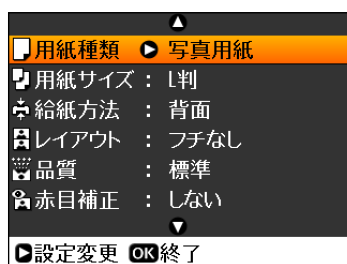 用紙種類 写真用紙
用紙サイズ : L判
給紙方法 : 背面
レイアウト : フチなし
品質 : 標準
赤目補正 : しない
設定変更 OK終了